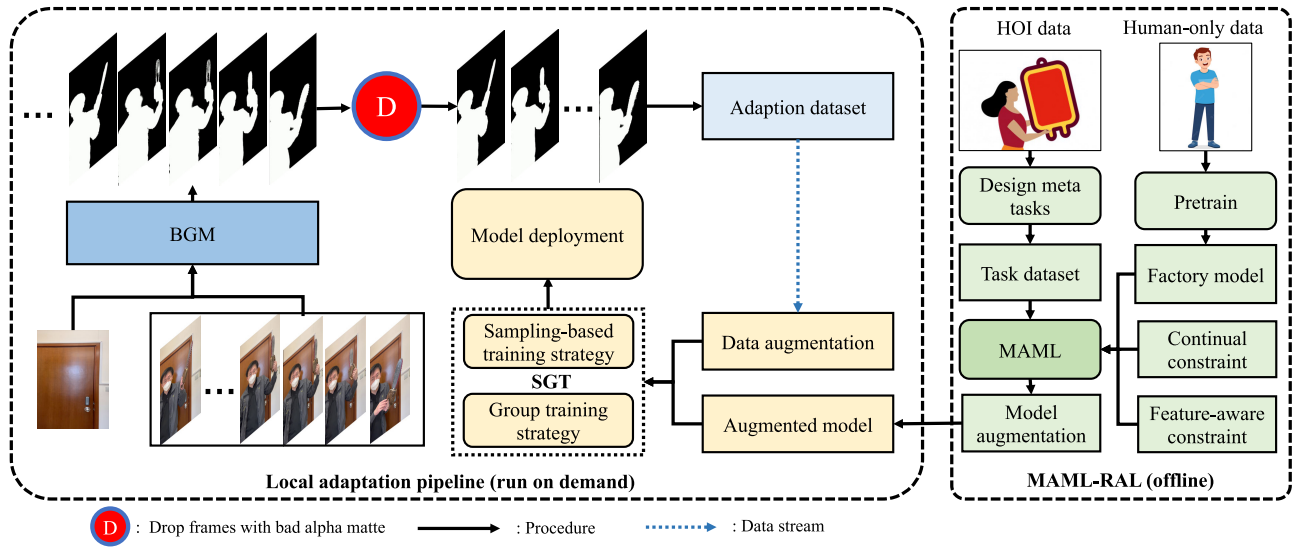 HOI data
Human-only data
...
D
...
Adaption dataset
Design meta
tasks
Pretrain
BGM
Model deployment
Task dataset
Factory model
Sampling-based
training strategy
SGT
Group training
strategy
Data augmentation
MAML
Continual
constraint
...
Augmented model
Model
augmentation
Feature-aware
constraint
Local adaptation pipeline (run on demand)
MAML-RAL (offline)
D : Drop frames with bad alpha matte
: Procedure
: Data stream